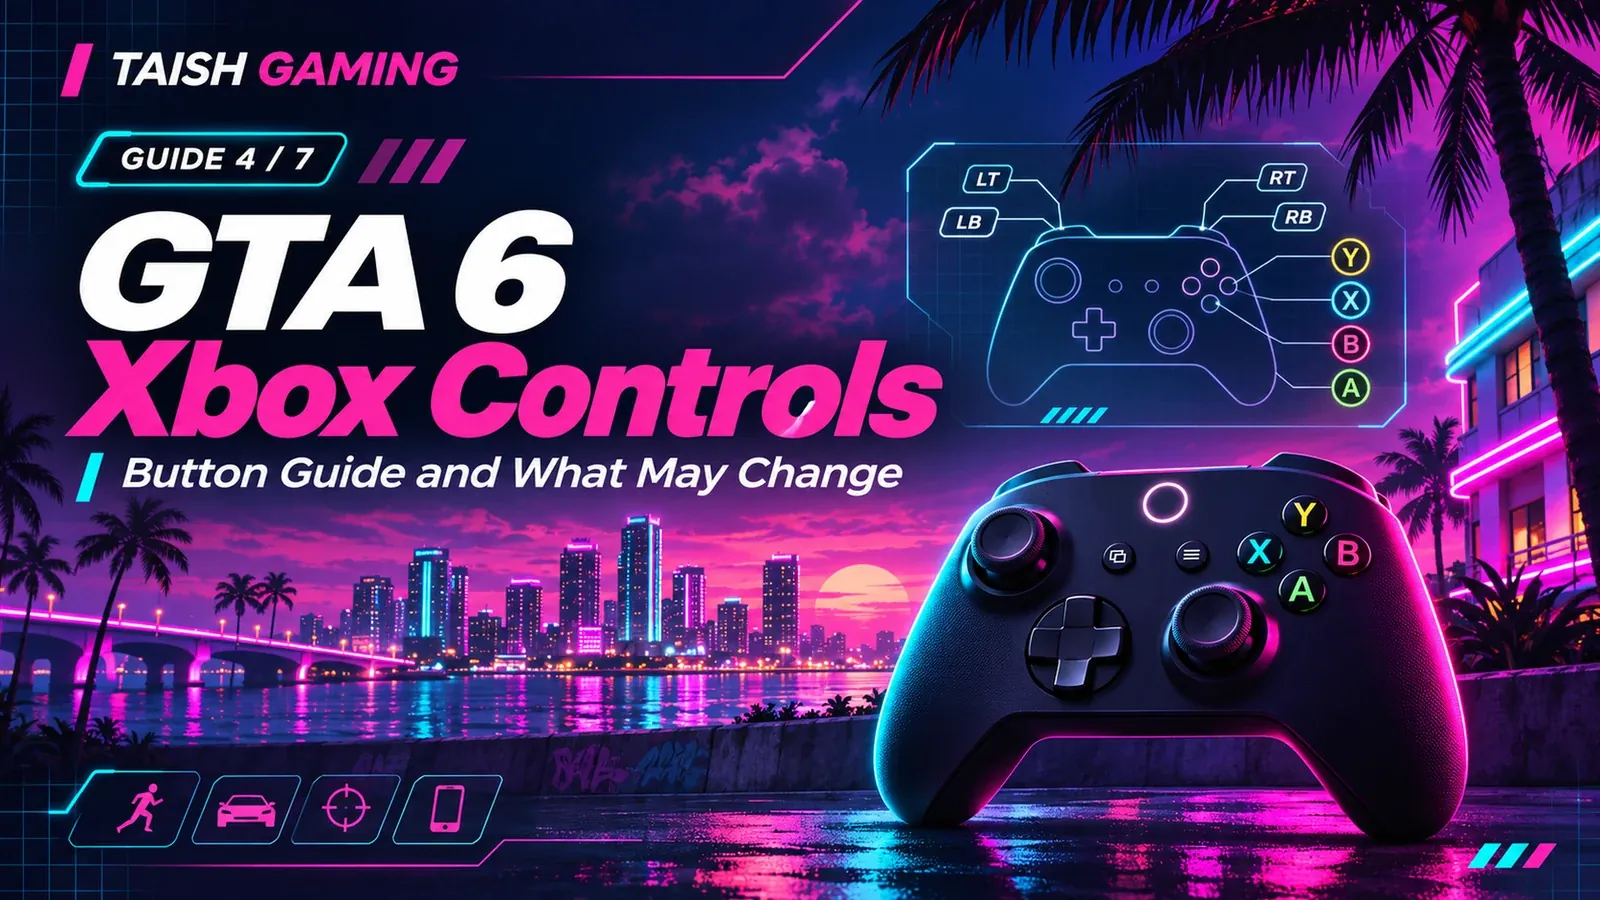 TAISH GAMING
GUIDE 4 / 7
GTA 6
Xbox Controls
Button Guide and What May Change
LT
RT
LB
RB
Y
X
B
A
Y
X
B
A